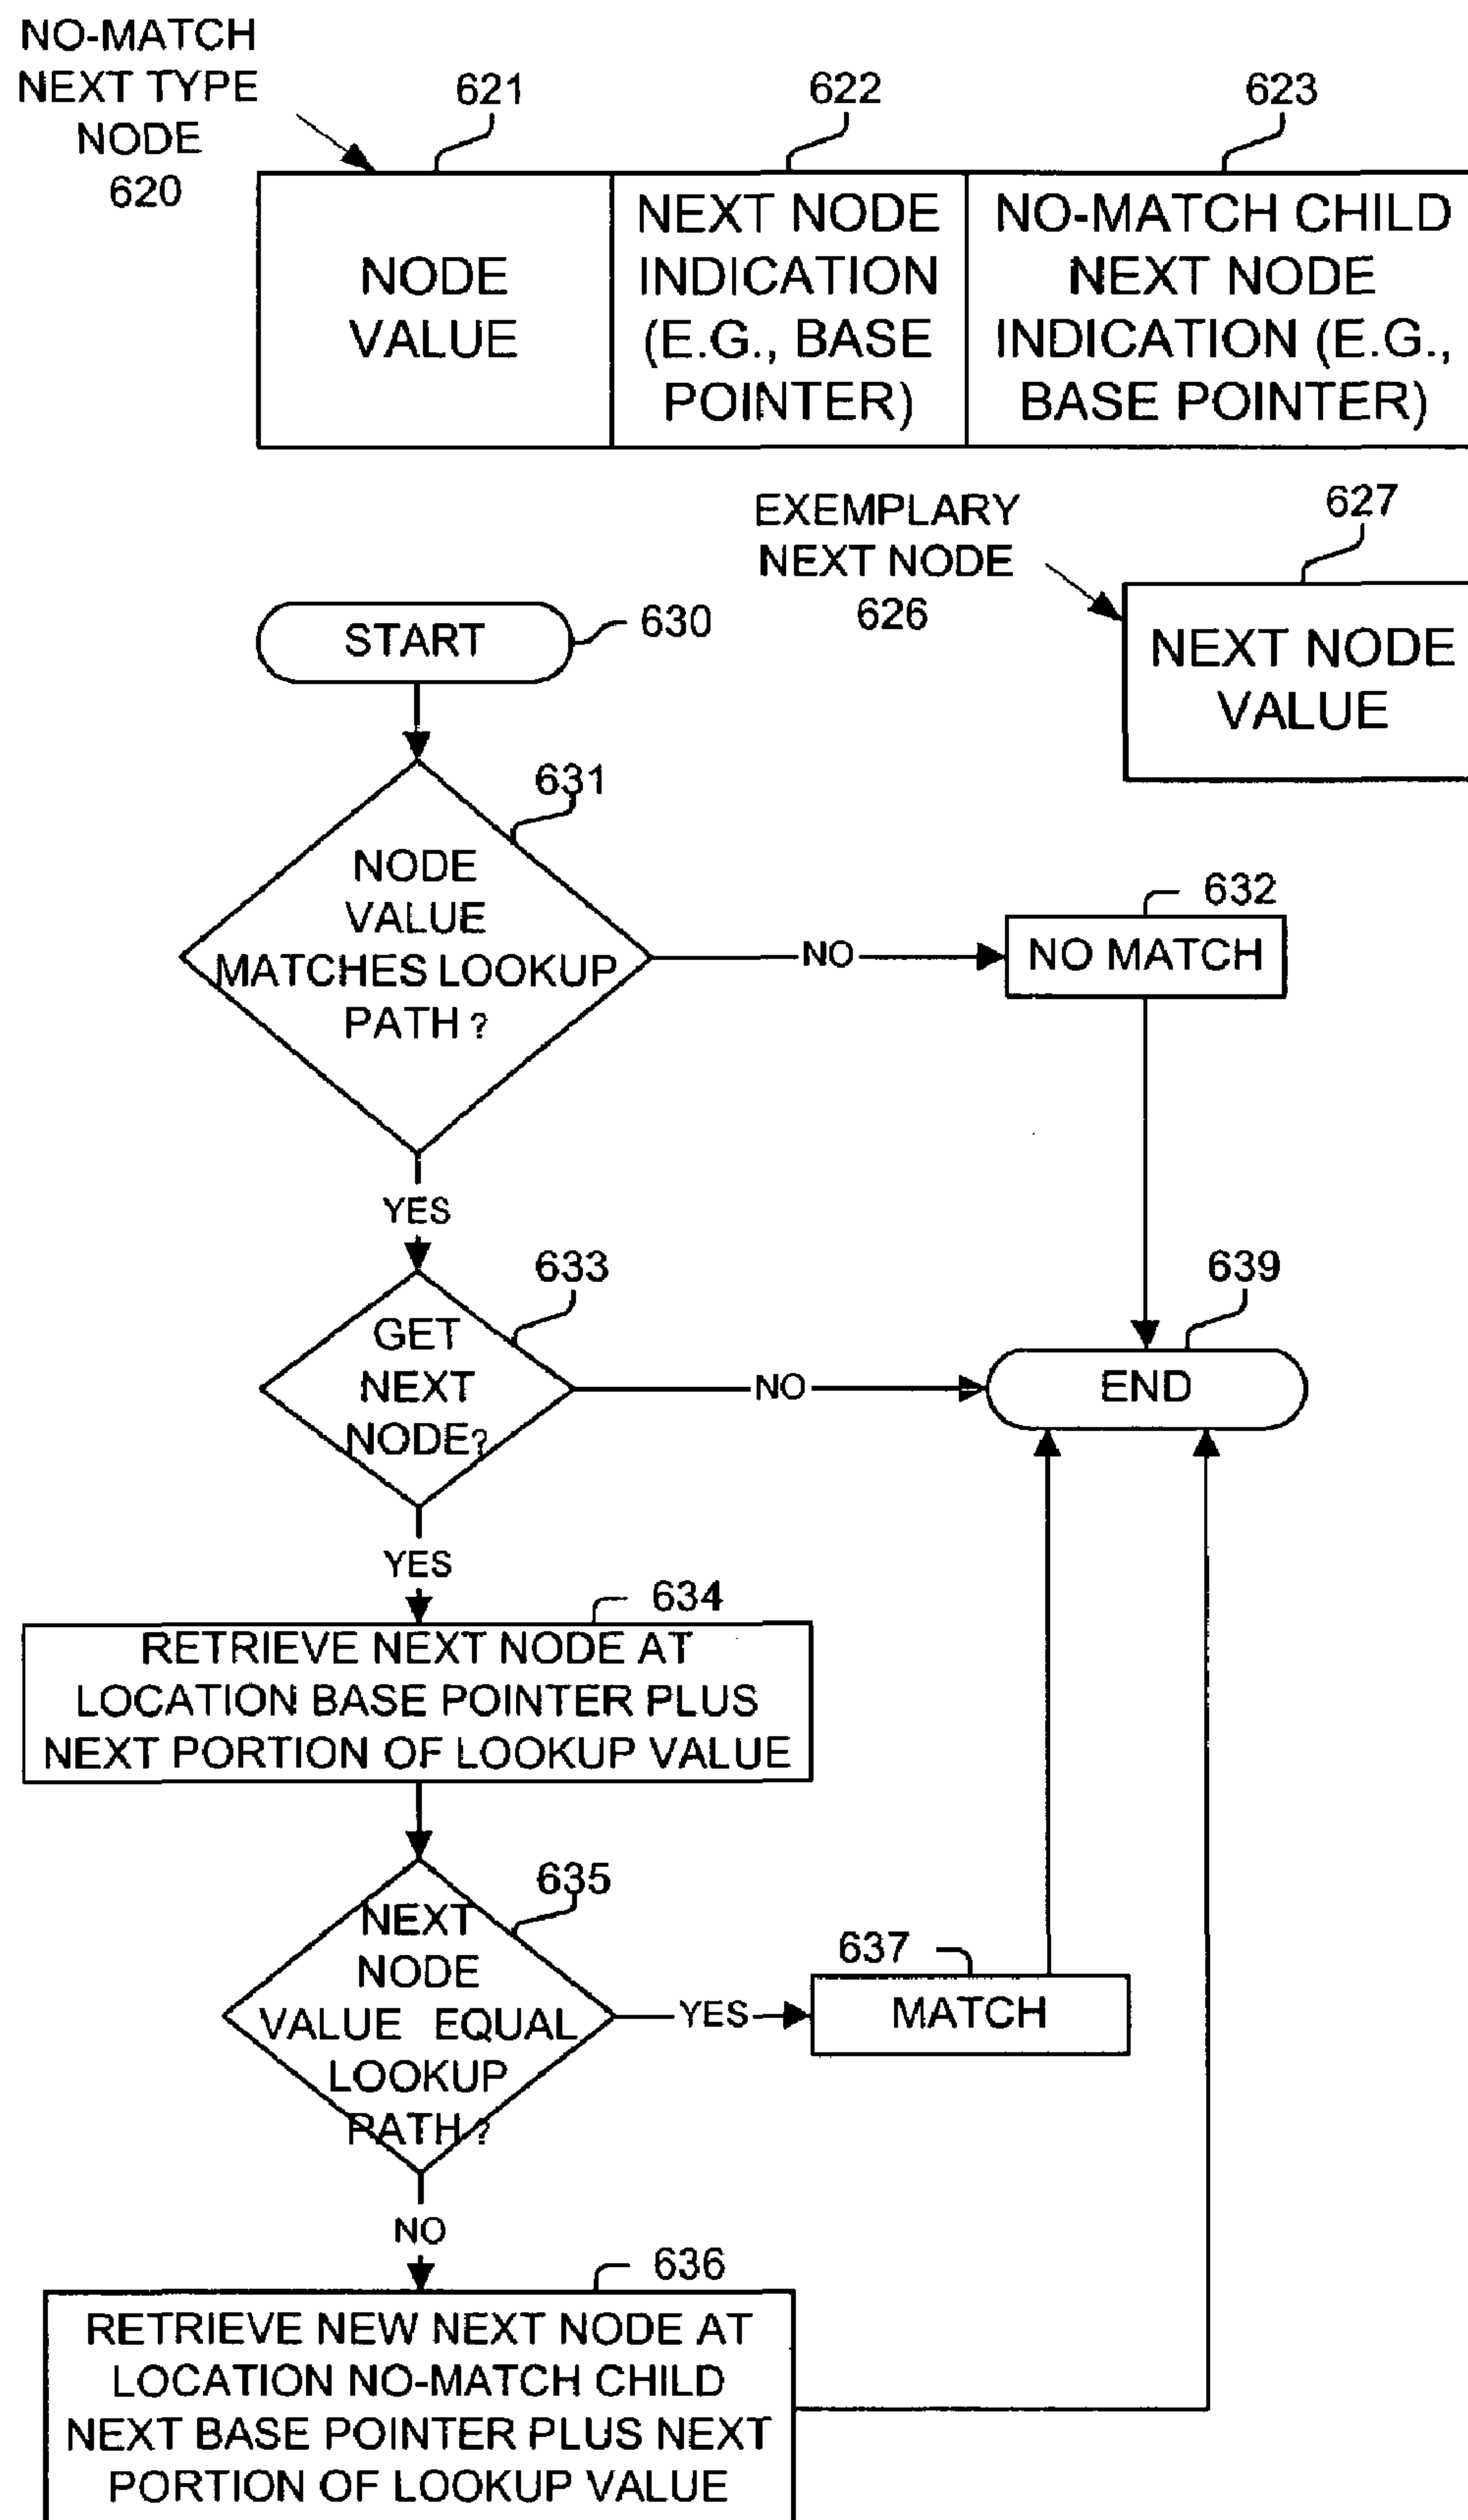 NO-MATCH
NEXT TYPE
NODE
620
621
622
623
NODE
VALUE
NEXT NODE
INDICATION
(E.G., BASE
POINTER)
NO-MATCH CHILD
NEXT NODE
INDICATION (E.G.,
BASE POINTER)
EXEMPLARY
NEXT NODE
626
627
NEXT NODE
VALUE
START
630
631
NODE
VALUE
MATCHES LOOKUP
PATH ?
NO
632
NO MATCH
YES
633
GET
NEXT
NODE?
NO
639
END
YES
634
RETRIEVE NEXT NODE AT
LOCATION BASE POINTER PLUS
NEXT PORTION OF LOOKUP VALUE
635
NEXT
NODE
VALUE EQUAL
LOOKUP
PATH ?
YES
637
MATCH
NO
636
RETRIEVE NEW NEXT NODE AT
LOCATION NO-MATCH CHILD
NEXT BASE POINTER PLUS NEXT
PORTION OF LOOKUP VALUE